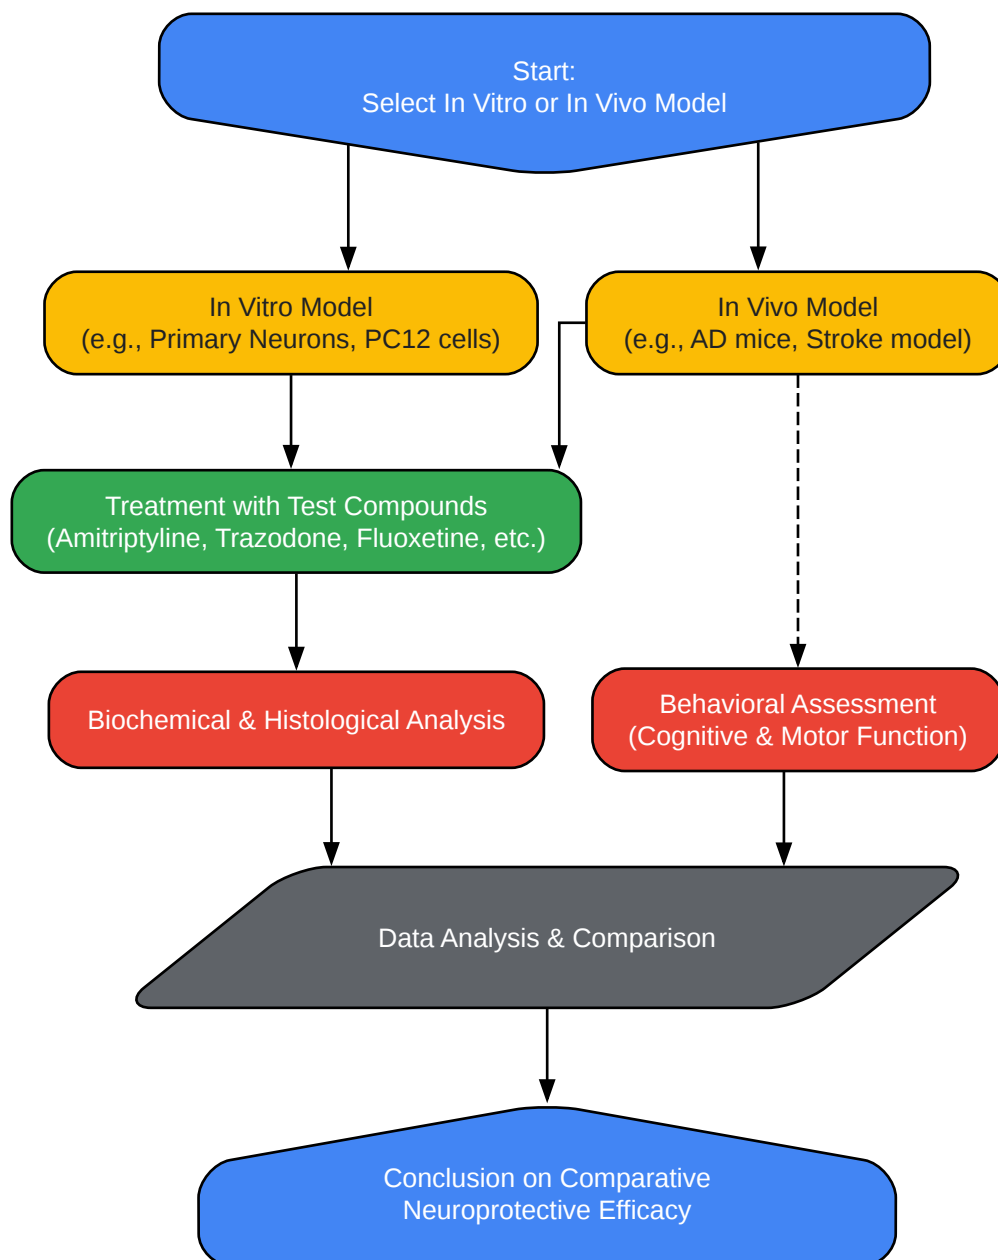 Start:
Select In Vitro or In Vivo Model
In Vitro Model
(e.g., Primary Neurons, PC12 cells)
In Vivo Model
(e.g., AD mice, Stroke model)
Treatment with Test Compounds
(Amitriptyline, Trazodone, Fluoxetine, etc.)
Biochemical & Histological Analysis
Behavioral Assessment
(Cognitive & Motor Function)
Data Analysis & Comparison
Conclusion on Comparative
Neuroprotective Efficacy